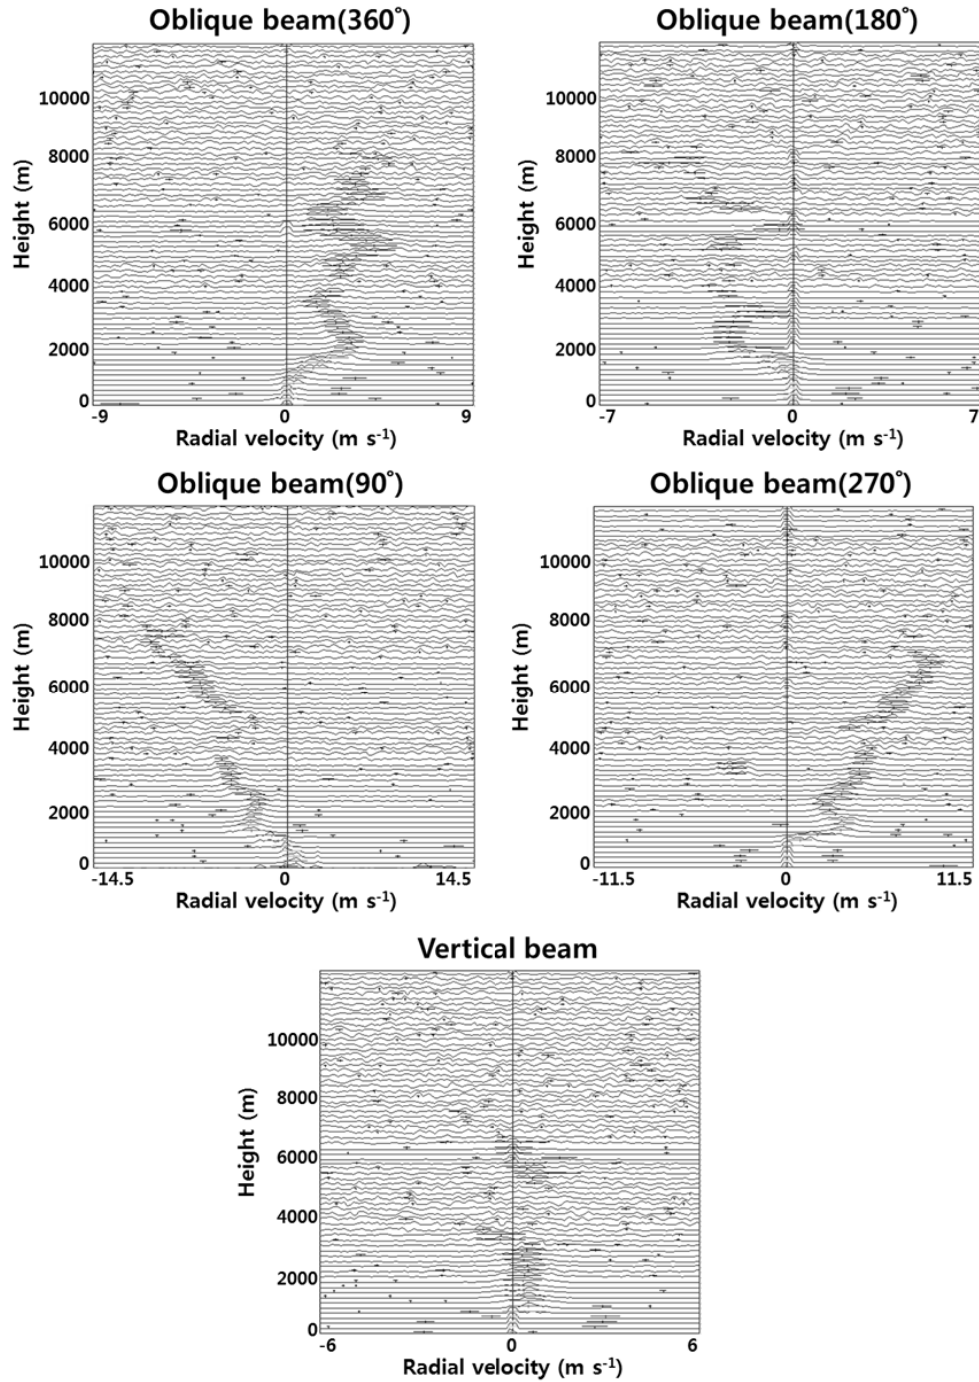 Oblique beam(360°)
10000
8000
6000
4000
2000
0
Height (m)
-9 0 9
Radial velocity (m s-1)
Oblique beam(180°)
10000
8000
6000
4000
2000
0
Height (m)
-7 0 7
Radial velocity (m s-1)
Oblique beam(90°)
10000
8000
6000
4000
2000
0
Height (m)
-14.5 0 14.5
Radial velocity (m s-1)
Oblique beam(270°)
10000
8000
6000
4000
2000
0
Height (m)
-11.5 0 11.5
Radial velocity (m s-1)
Vertical beam
10000
8000
6000
4000
2000
0
Height (m)
-6 0 6
Radial velocity (m s-1)